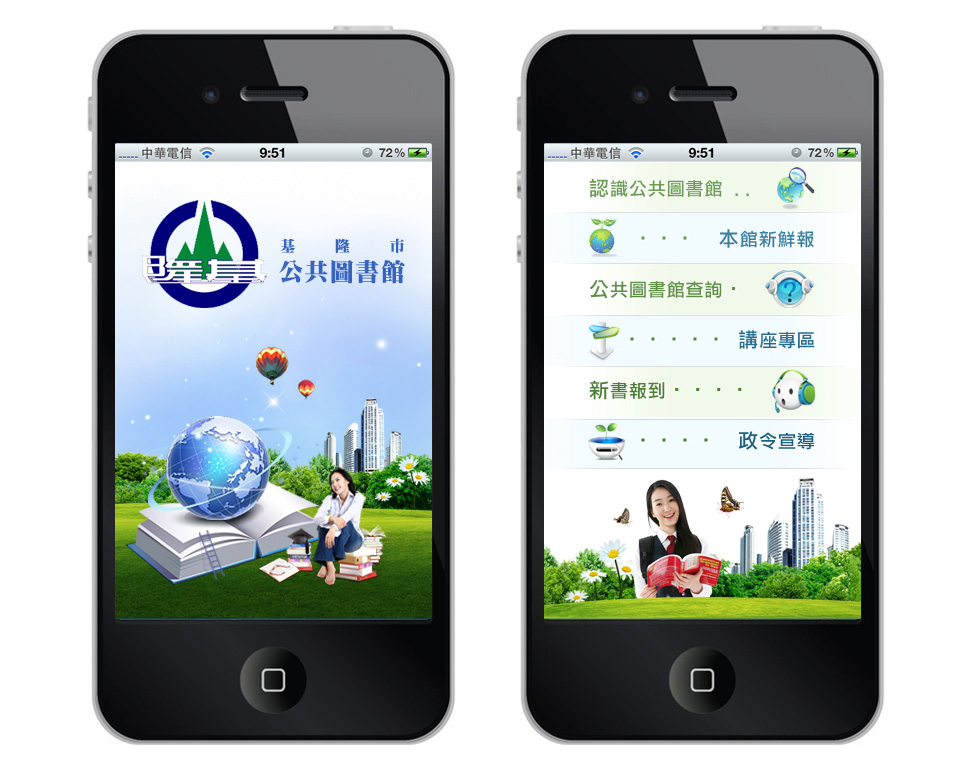 中華電信
9:51
72%
基隆市
公共圖書館
中華電信
9:51
72%
認識公共圖書館 ..
··· 本館新鮮報
公共圖書館查詢 ·
····· 講座專區
新書報到 ····
···· 政令宣導